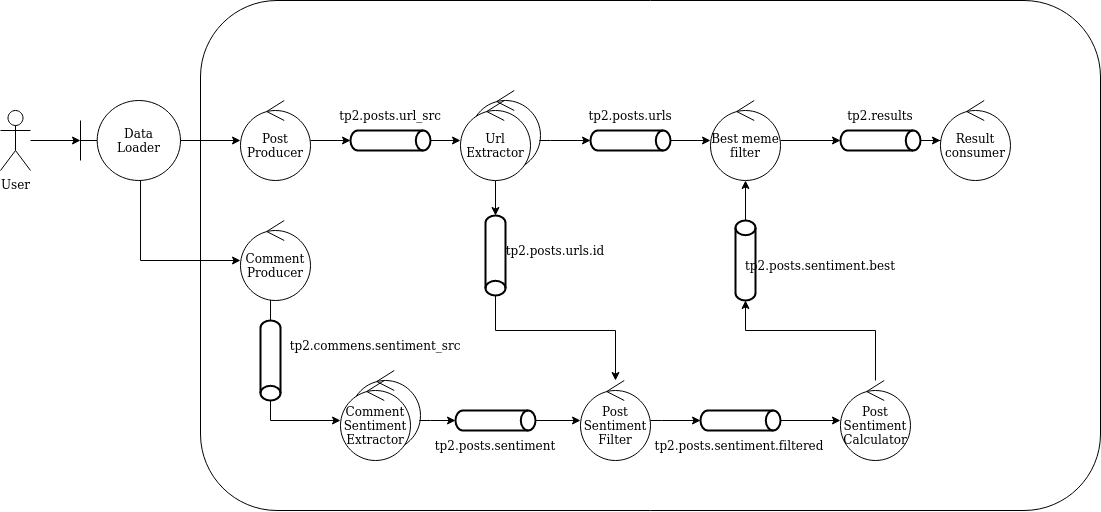 tp2.posts.url_src
tp2.posts.urls
tp2.results
Data
Loader
Post
Producer
Url
Extractor
Best meme
filter
Result
consumer
User
Comment
Producer
tp2.posts.urls.id
tp2.posts.sentiment.best
tp2.commens.sentiment_src
Comment
Sentiment
Extractor
Post
Sentiment
Filter
Post
Sentiment
Calculator
tp2.posts.sentiment
tp2.posts.sentiment.filtered